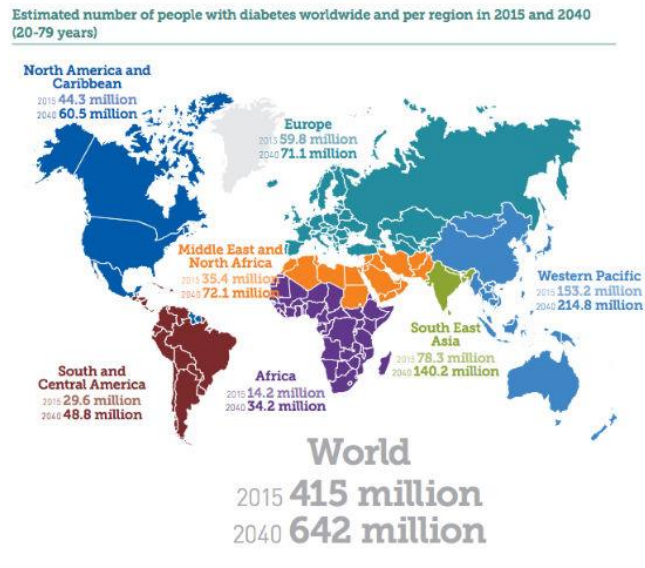 Estimated number of people with diabetes worldwide and per region in 2015 and 2040
(20-79 years)
North America and
Caribbean
2015 44.3 million
2040 60.5 million
Europe
2015 59.8 million
2040 71.1 million
Middle East and
North Africa
2015 35.4 million
2040 72.1 million
Western Pacific
2015 153.2 million
2040 214.8 million
South East
Asia
2015 78.3 million
2040 140.2 million
South and
Central America
2015 29.6 million
2040 48.8 million
Africa
2015 14.2 million
2040 34.2 million
World
2015 415 million
2040 642 million